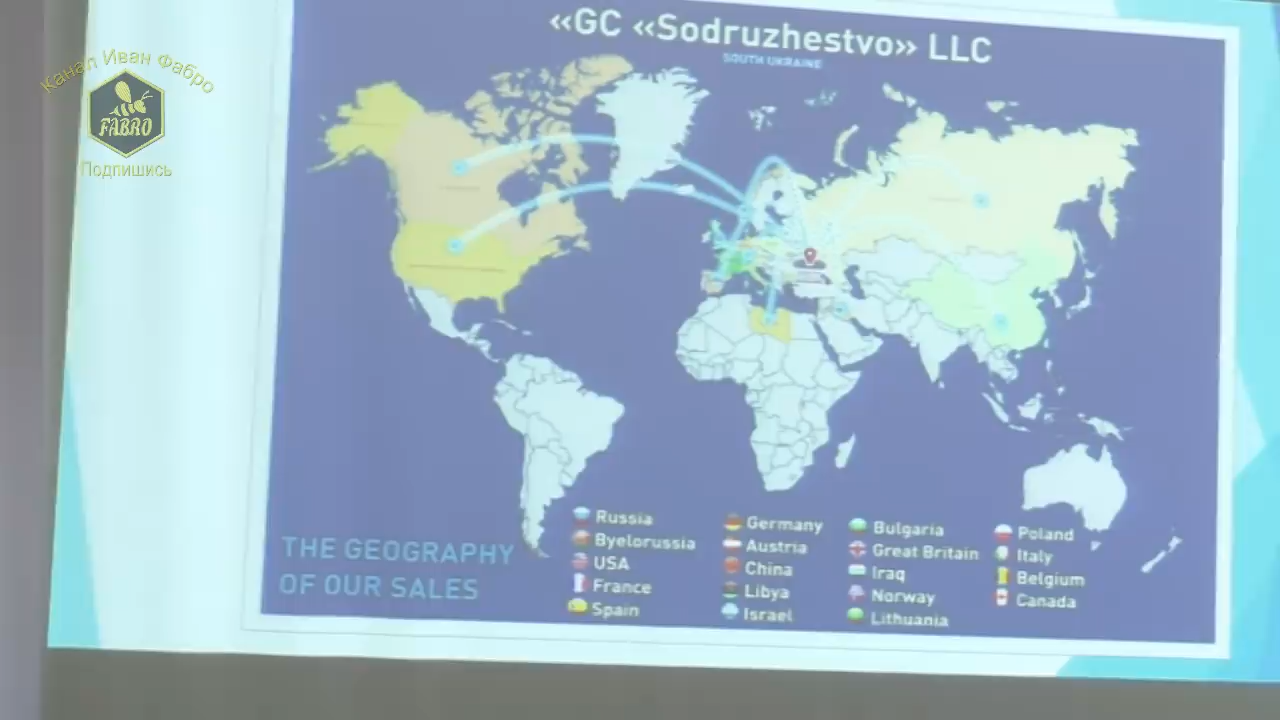 Канал Иван Фабро
FABRO
Подпишись
«GC «Sodruzhestvo» LLC
SOUTH UKRAINE
THE GEOGRAPHY
OF OUR SALES
Russia
Byelorussia
USA
France
Spain
Germany
Austria
China
Libya
Israel
Bulgaria
Great Britain
Iraq
Norway
Lithuania
Poland
Italy
Belgium
Canada